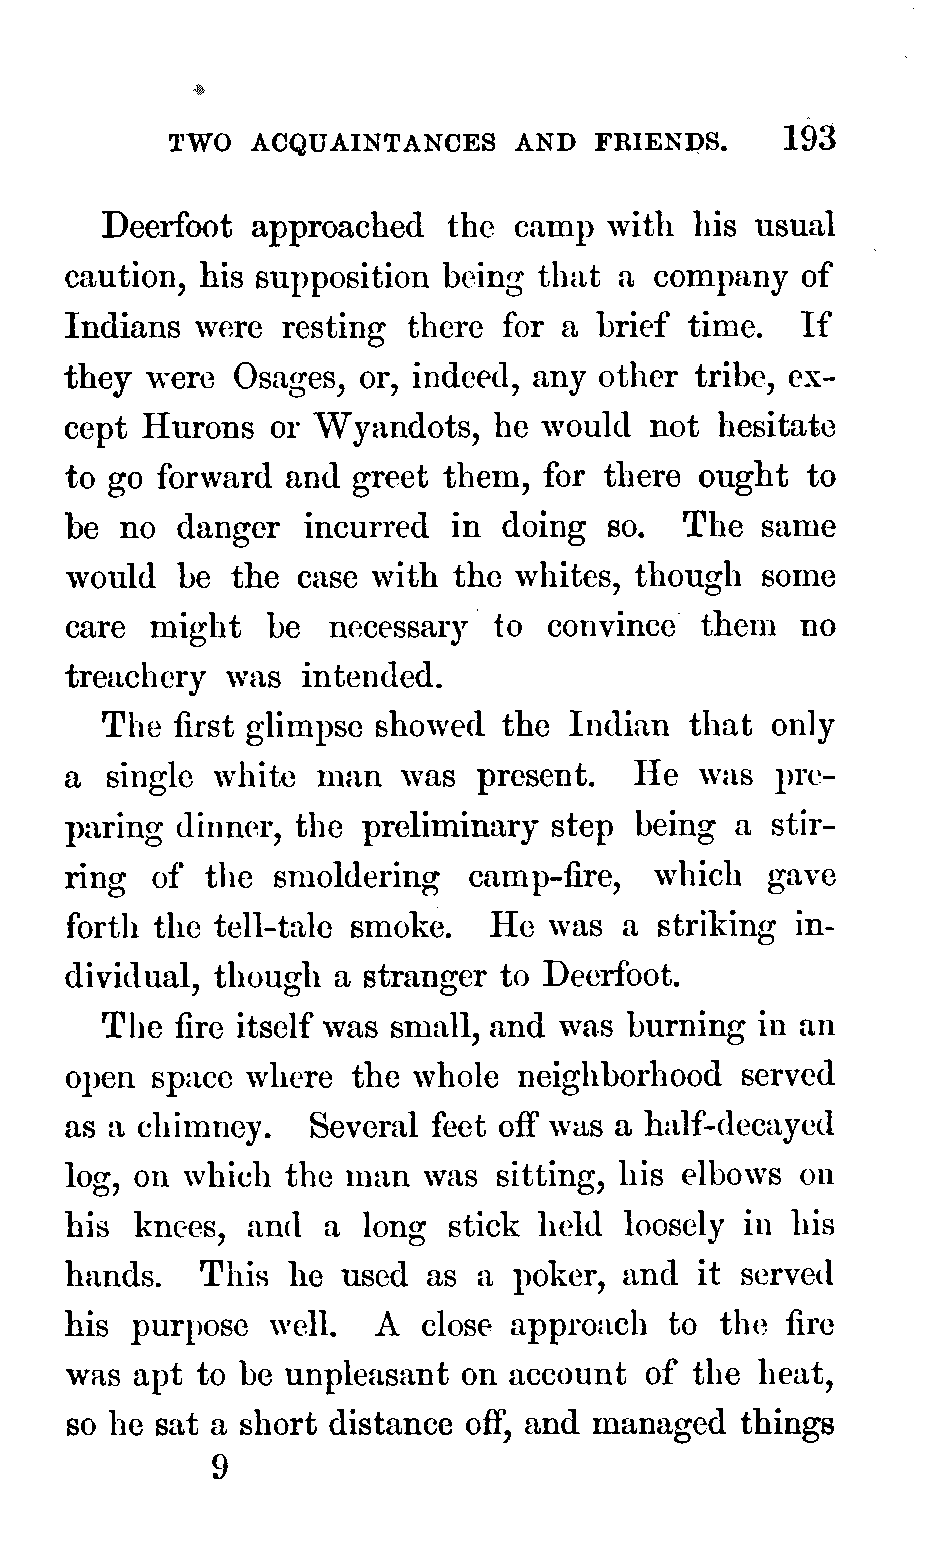 TWO ACQUAINTANCES AND FRIENDS. 193
Deerfoot approached the camp with his usual
caution, his supposition being that a company of
Indians were resting there for a brief time. If
they were Osages, or, indeed, any other tribe, ex-
cept Hurons or Wyandots, he would not hesitate
to go forward and greet them, for there ought to
be no danger incurred in doing so. The same
would be the case with the whites, though some
care might be necessary to convince them no
treachery was intended.
The first glimpse showed the Indian that only
a single white man was present. He was pre-
paring dinner, the preliminary step being a stir-
ring of the smoldering camp-fire, which gave
forth the tell-tale smoke. He was a striking in-
dividual, though a stranger to Deerfoot.
The fire itself was small, and was burning in an
open space where the whole neighborhood served
as a chimney. Several feet off was a half-decayed
log, on which the man was sitting, his elbows on
his knees, and a long stick held loosely in his
hands. This he used as a poker, and it served
his purpose well. A close approach to the fire
was apt to be unpleasant on account of the heat,
so he sat a short distance off, and managed things
9